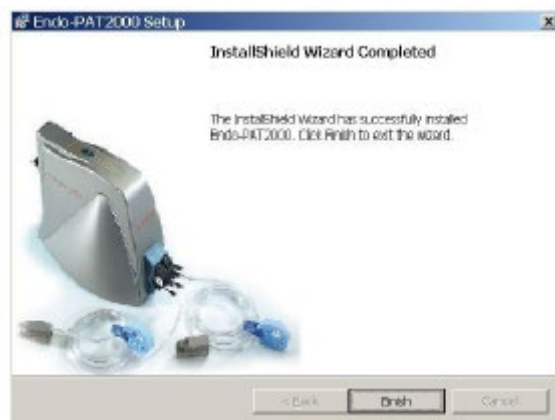 Endo-PAT2000 Setup
InstallShield Wizard Completed
The InstallShield Wizard has successfully installed
Endo-PAT2000. Click Finish to exit the wizard.
< Back
Finish
Cancel